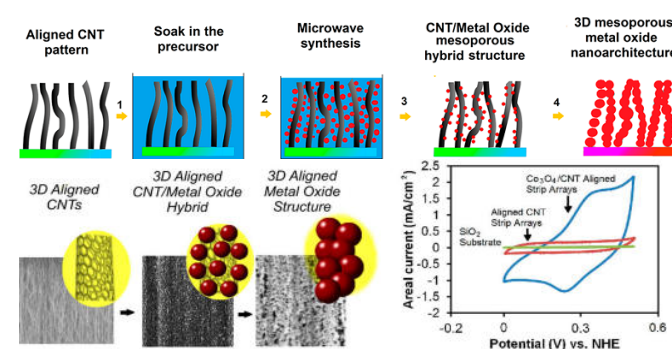 Aligned CNT
pattern
Soak in the
precursor
Microwave
synthesis
CNT/Metal Oxide
mesoporous
hybrid structure
3D mesoporous
metal oxide
nanoarchitecture
1
2
3
4
3D Aligned
CNTs
3D Aligned
CNT/Metal Oxide
Hybrid
3D Aligned
Metal Oxide
Structure
Areal current (mA/cm²)
2.5
2
1.5
1
0.5
0
-0.5
-1
-1.5
-2
Co₃O₄/CNT Aligned
Strip Arrays
Aligned CNT
Strip Arrays
SiO₂
Substrate
-0.2 0 0.2 0.4 0.6
Potential (V) vs. NHE